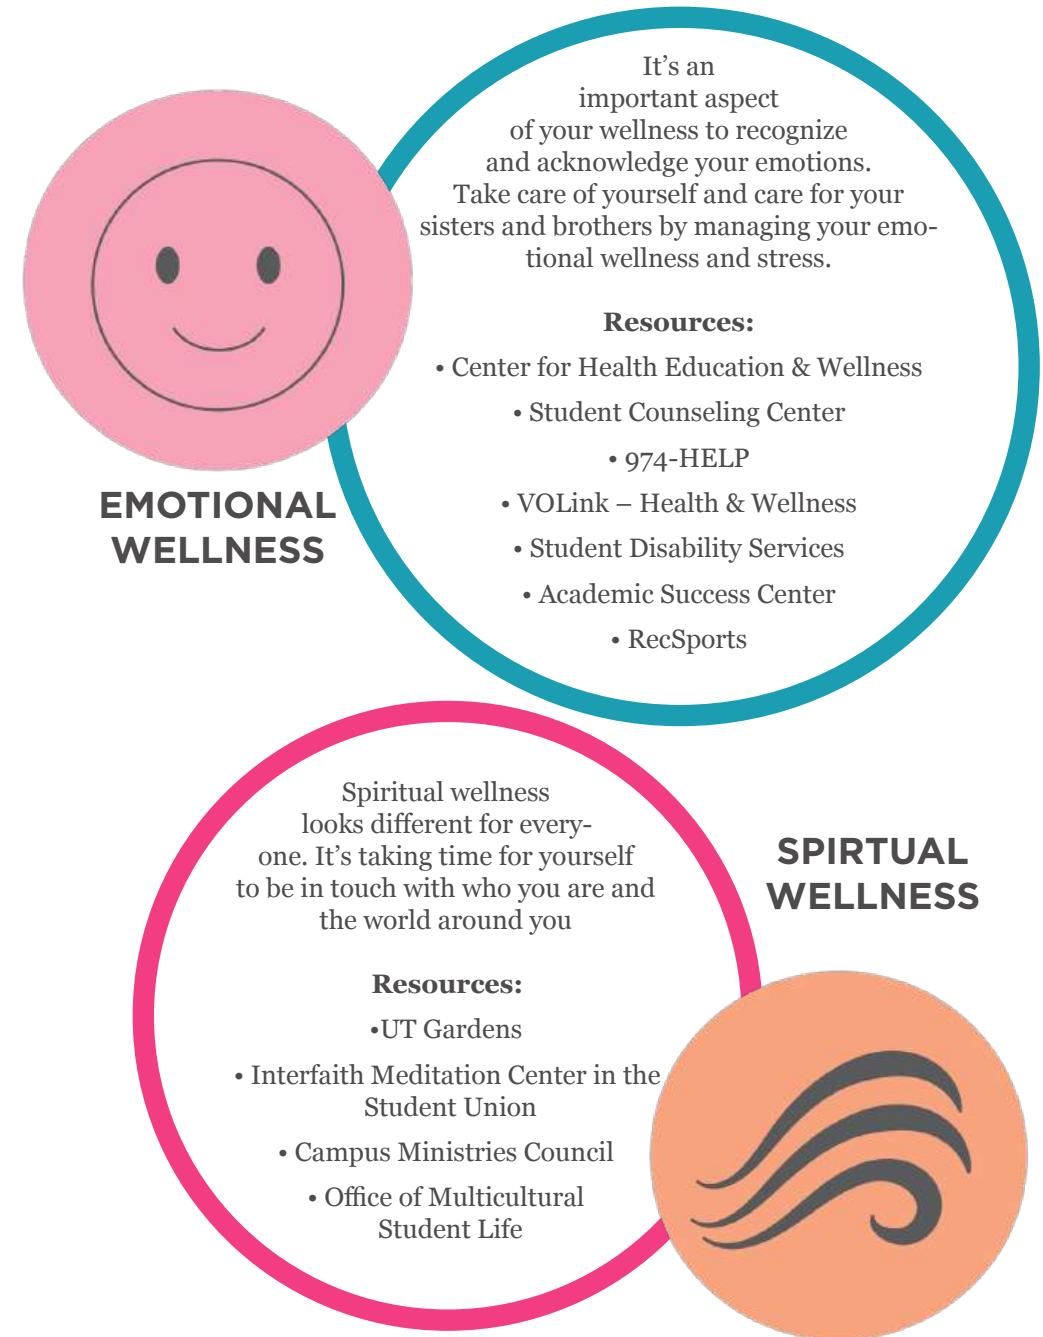 It’s an
important aspect
of your wellness to recognize
and acknowledge your emotions.
Take care of yourself and care for your
sisters and brothers by managing your emo-
tional wellness and stress.
Resources:
• Center for Health Education & Wellness
• Student Counseling Center
• 974-HELP
• VOLink – Health & Wellness
• Student Disability Services
• Academic Success Center
• RecSports
EMOTIONAL
WELLNESS
Spiritual wellness
looks different for every-
one. It’s taking time for yourself
to be in touch with who you are and
the world around you
Resources:
•UT Gardens
• Interfaith Meditation Center in the
Student Union
• Campus Ministries Council
• Office of Multicultural
Student Life
SPIRTUAL
WELLNESS